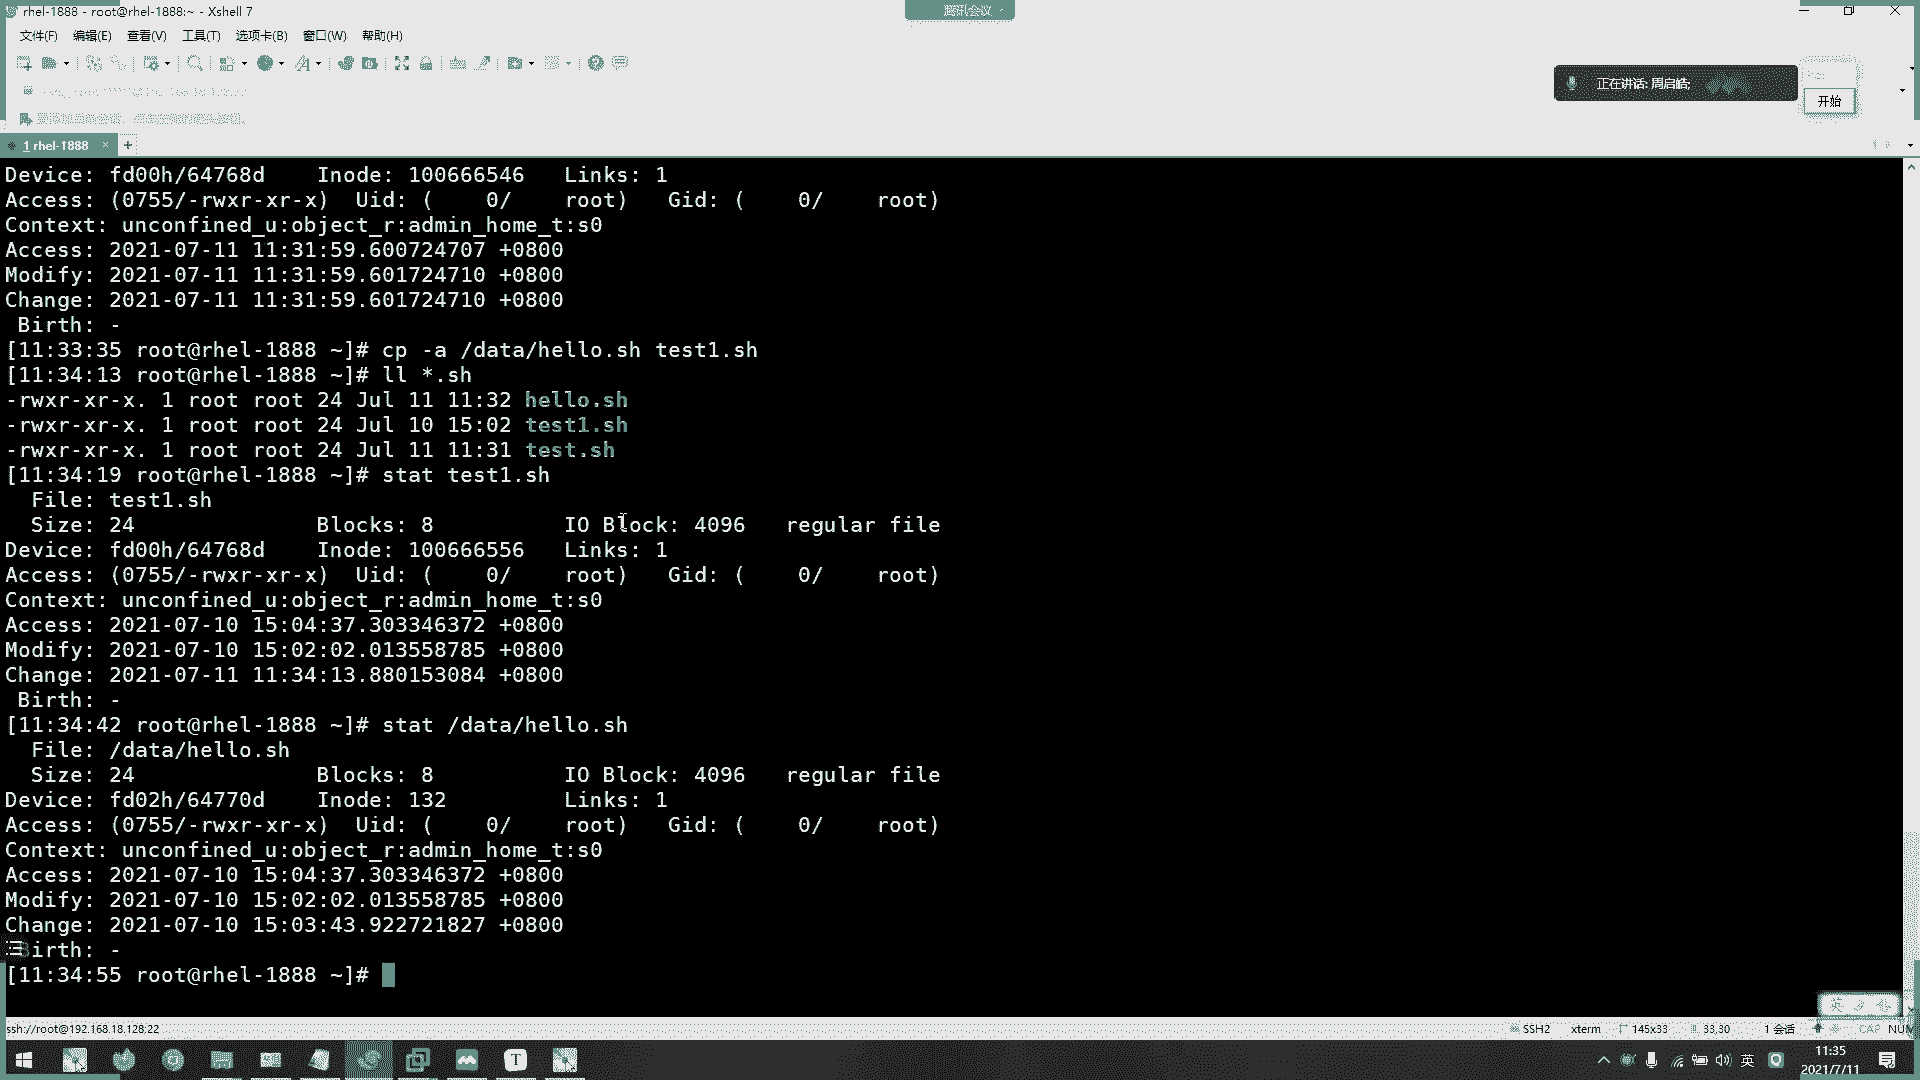 rhel-1888 - root@rhel-1888:~ - Xshell 7
腾讯会议
文件(F) 编辑(E) 查看(V) 工具(T) 选项卡(B) 窗口(W) 帮助(H)
正在讲话: 周启皓;
开始
1 rhel-1888 × +
Device: fd00h/64768d    Inode: 100666546   Links: 1
Access: (0755/-rwxr-xr-x)  Uid: (    0/    root)   Gid: (    0/    root)
Context: unconfined_u:object_r:admin_home_t:s0
Access: 2021-07-11 11:31:59.600724707 +0800
Modify: 2021-07-11 11:31:59.601724710 +0800
Change: 2021-07-11 11:31:59.601724710 +0800
 Birth: -
[11:33:35 root@rhel-1888 ~]# cp -a /data/hello.sh test1.sh
[11:34:13 root@rhel-1888 ~]# ll *.sh
-rwxr-xr-x. 1 root root 24 Jul 11 11:32 hello.sh
-rwxr-xr-x. 1 root root 24 Jul 10 15:02 test1.sh
-rwxr-xr-x. 1 root root 24 Jul 11 11:31 test.sh
[11:34:19 root@rhel-1888 ~]# stat test1.sh
  File: test1.sh
  Size: 24              Blocks: 8          IO Block: 4096   regular file
Device: fd00h/64768d    Inode: 100666556   Links: 1
Access: (0755/-rwxr-xr-x)  Uid: (    0/    root)   Gid: (    0/    root)
Context: unconfined_u:object_r:admin_home_t:s0
Access: 2021-07-10 15:04:37.303346372 +0800
Modify: 2021-07-10 15:02:02.013558785 +0800
Change: 2021-07-11 11:34:13.880153084 +0800
 Birth: -
[11:34:42 root@rhel-1888 ~]# stat /data/hello.sh
  File: /data/hello.sh
  Size: 24              Blocks: 8          IO Block: 4096   regular file
Device: fd02h/64770d    Inode: 132         Links: 1
Access: (0755/-rwxr-xr-x)  Uid: (    0/    root)   Gid: (    0/    root)
Context: unconfined_u:object_r:admin_home_t:s0
Access: 2021-07-10 15:04:37.303346372 +0800
Modify: 2021-07-10 15:02:02.013558785 +0800
Change: 2021-07-10 15:03:43.922721827 +0800
 Birth: -
[11:34:55 root@rhel-1888 ~]#
ssh://root@192.168.18.128:22 SSH2 xterm 145x33 33,30 1 会话 CAP NUM
英
11:35
2021/7/11